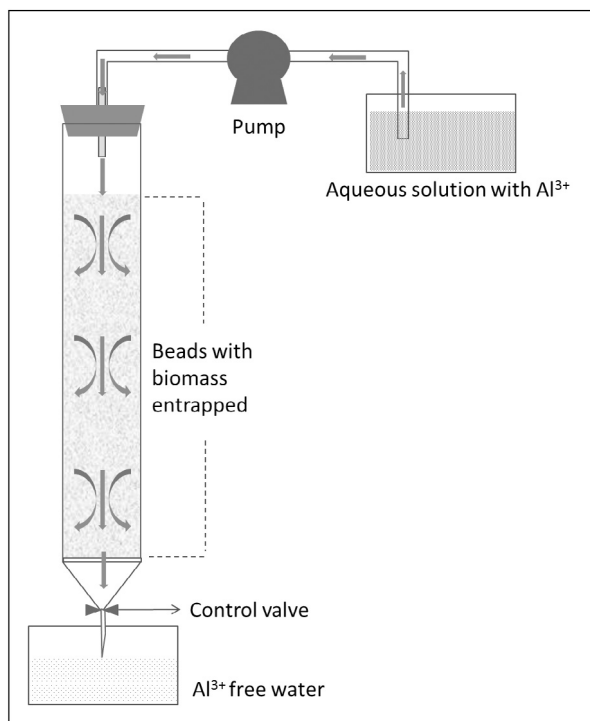 Pump
Aqueous solution with Al³⁺
Beads with
biomass
entrapped
Control valve
Al³⁺ free water